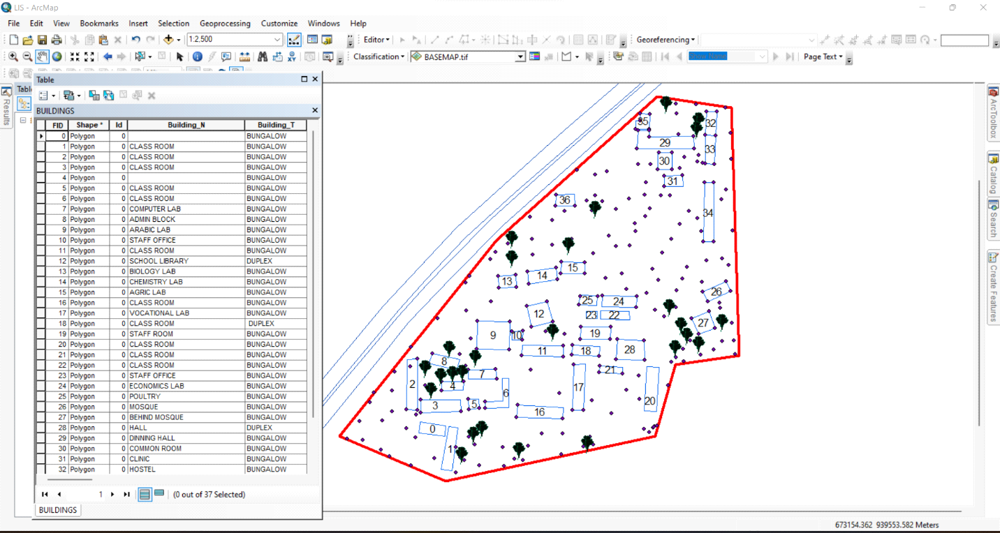 LIS - ArcMap
File Edit View Bookmarks Insert Selection Geoprocessing Customize Windows Help
1:2.500 Editor Georeferencing
Classification BASEMAP.tif Page Text
Table
BUILDINGS
FID Shape * Id Building_N Building_T
0 Polygon 0 BUNGALOW
1 Polygon 0 CLASS ROOM BUNGALOW
2 Polygon 0 CLASS ROOM BUNGALOW
3 Polygon 0 CLASS ROOM BUNGALOW
4 Polygon 0 BUNGALOW
5 Polygon 0 CLASS ROOM BUNGALOW
6 Polygon 0 CLASS ROOM BUNGALOW
7 Polygon 0 COMPUTER LAB BUNGALOW
8 Polygon 0 ADMIN BLOCK BUNGALOW
9 Polygon 0 ARABIC LAB BUNGALOW
10 Polygon 0 STAFF OFFICE BUNGALOW
11 Polygon 0 CLASS ROOM BUNGALOW
12 Polygon 0 SCHOOL LIBRARY DUPLEX
13 Polygon 0 BIOLOGY LAB BUNGALOW
14 Polygon 0 CHEMISTRY LAB BUNGALOW
15 Polygon 0 AGRIC LAB BUNGALOW
16 Polygon 0 CLASS ROOM BUNGALOW
17 Polygon 0 VOCATIONAL LAB BUNGALOW
18 Polygon 0 CLASS ROOM DUPLEX
19 Polygon 0 STAFF ROOM BUNGALOW
20 Polygon 0 CLASS ROOM BUNGALOW
21 Polygon 0 CLASS ROOM BUNGALOW
22 Polygon 0 CLASS ROOM BUNGALOW
23 Polygon 0 STAFF OFFICE BUNGALOW
24 Polygon 0 ECONOMICS LAB BUNGALOW
25 Polygon 0 POULTRY BUNGALOW
26 Polygon 0 MOSQUE BUNGALOW
27 Polygon 0 BEHIND MOSQUE BUNGALOW
28 Polygon 0 HALL DUPLEX
29 Polygon 0 DINNING HALL BUNGALOW
30 Polygon 0 COMMON ROOM BUNGALOW
31 Polygon 0 CLINIC BUNGALOW
32 Polygon 0 HOSTEL BUNGALOW
1 (0 out of 37 Selected)
BUILDINGS
Results
35 32
29 33
30
31
36
34
15
14
13
26
25 24
12 23 22
27
9 10 19
11 18 28
8
21
7
2 4 17
6
3 5 20
16
0
1
ArcToolbox
Catalog
Search
Create Features
673154.362 939553.582 Meters